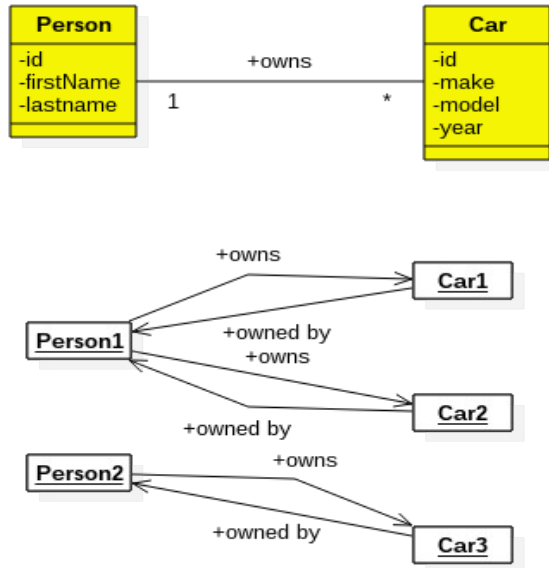 Person
-id
-firstName
-lastname
+owns
1
*
Car
-id
-make
-model
-year
+owns
Car1
+owned by
Person1
+owns
Car2
+owned by
Person2
+owns
+owned by
Car3